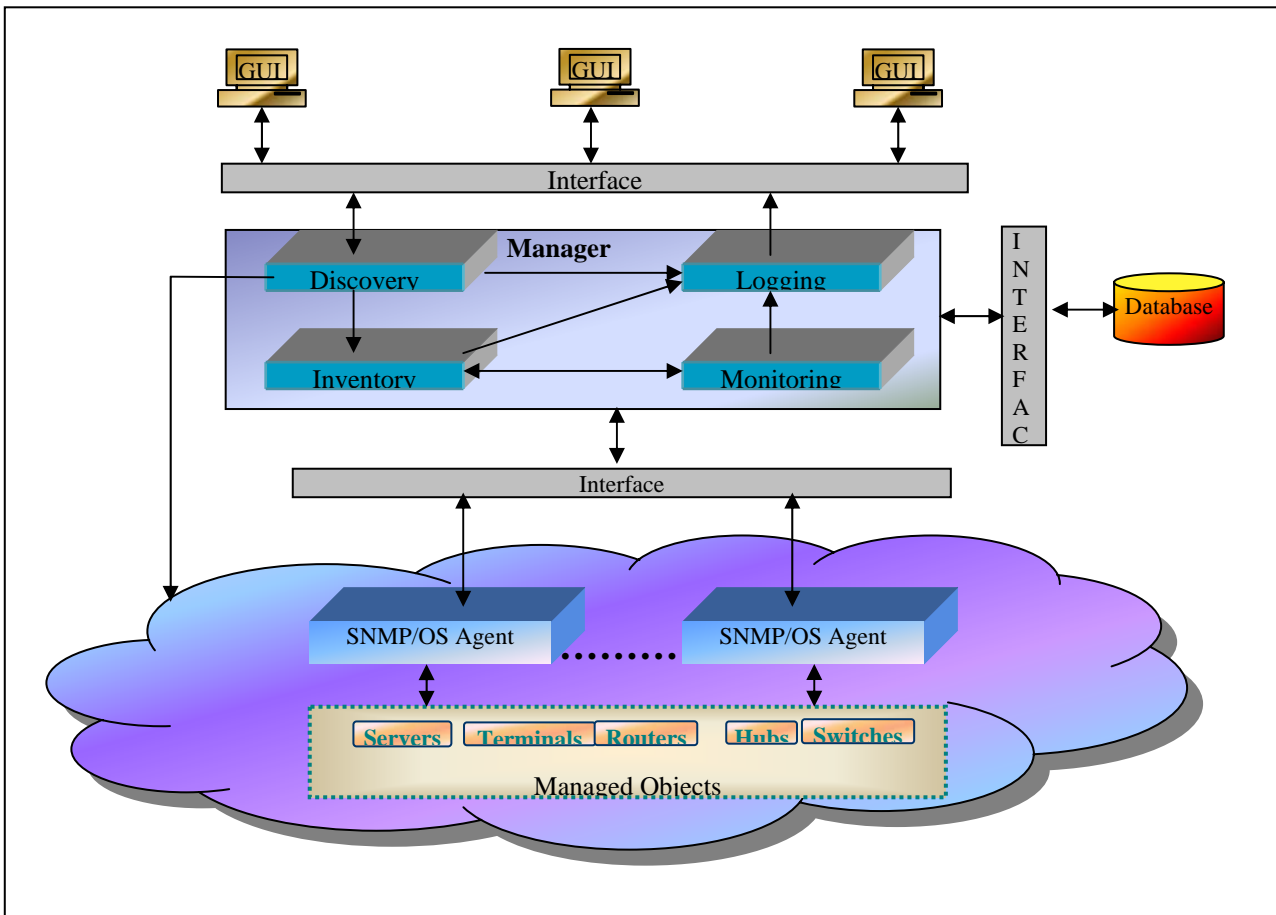 GUI GUI GUI
Interface
Manager
Discovery Logging
Inventory Monitoring
I
N
T
E
R
F
A
C
Database
Interface
SNMP/OS Agent SNMP/OS Agent
Servers Terminals Routers Hubs Switches
Managed Objects